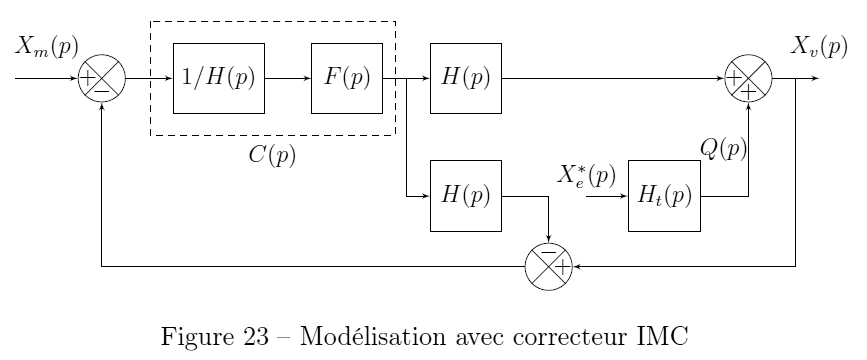 X_m(p)
X_v(p)
+
−
1/H(p)
F(p)
H(p)
+
+
C(p)
Q(p)
H(p)
X_e^*(p)
H_t(p)
−
+
Figure 23 – Modélisation avec correcteur IMC